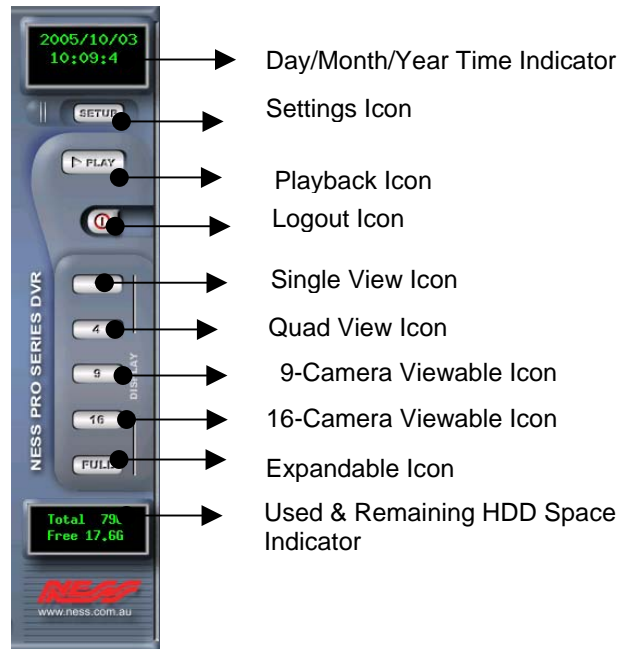 2005/10/03
10:09:4
Day/Month/Year Time Indicator
SETUP
Settings Icon
PLAY
Playback Icon
Logout Icon
Single View Icon
4
Quad View Icon
9
9-Camera Viewable Icon
DISPLAY
16
16-Camera Viewable Icon
FULL
Expandable Icon
NESS PRO SERIES DVR
Total 79
Free 17.6G
Used & Remaining HDD Space
Indicator
NESS
www.ness.com.au